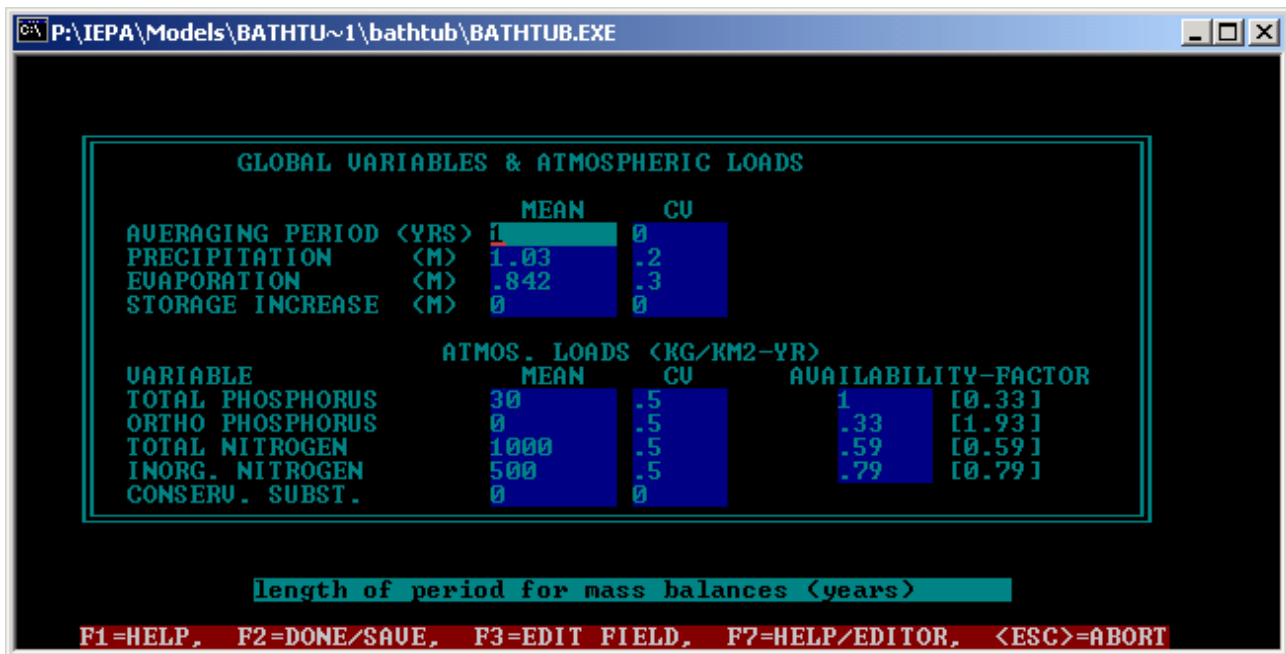 P:\IEPA\Models\BATHTU~1\bathtub\BATHTUB.EXE
GLOBAL VARIABLES & ATMOSPHERIC LOADS
MEAN CV
AVERAGING PERIOD (YRS) 1 0
PRECIPITATION (M) 1.03 .2
EVAPORATION (M) .842 .3
STORAGE INCREASE (M) 0 0
ATMOS. LOADS (KG/KM2-YR)
VARIABLE MEAN CV AVAILABILITY-FACTOR
TOTAL PHOSPHORUS 30 .5 1 [0.33]
ORTHO PHOSPHORUS 0 .5 .33 [1.93]
TOTAL NITROGEN 1000 .5 .59 [0.59]
INORG. NITROGEN 500 .5 .79 [0.79]
CONSERV. SUBST. 0 0
length of period for mass balances (years)
F1=HELP, F2=DONE/SAVE, F3=EDIT FIELD, F7=HELP/EDITOR, <ESC>=ABORT